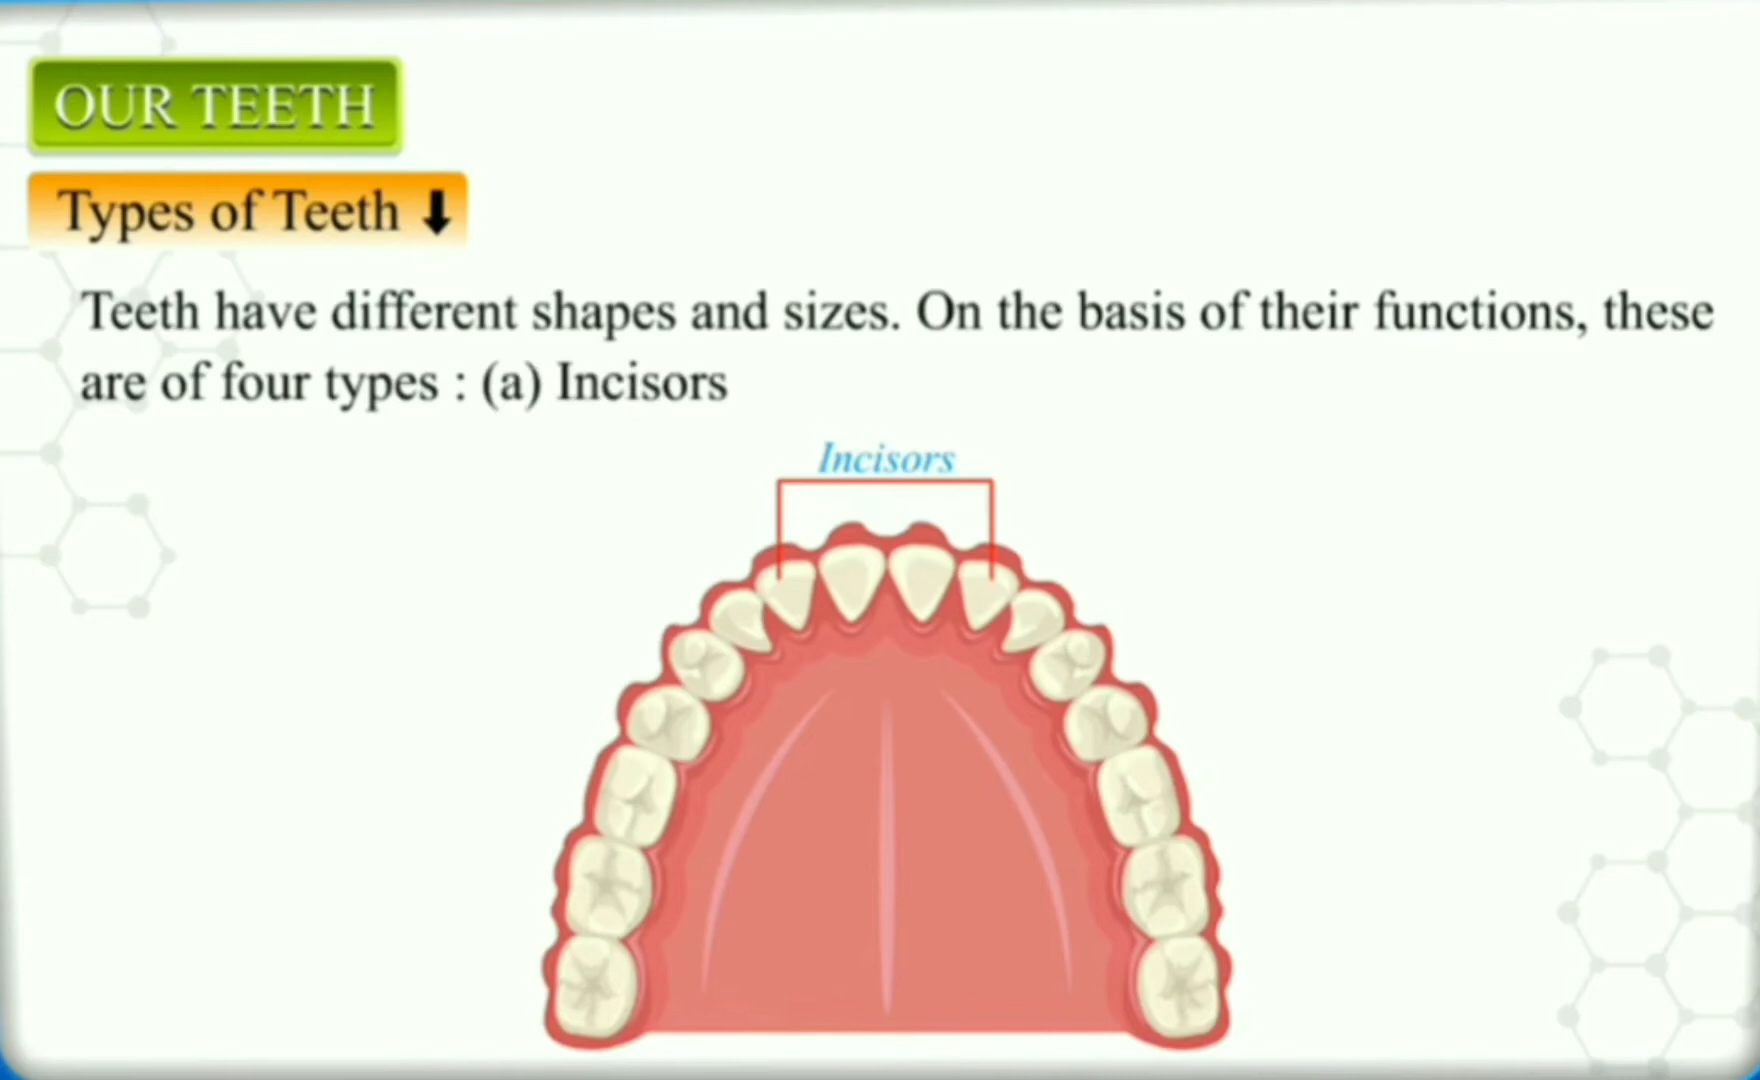 OUR TEETH
Types of Teeth ⬇
Teeth have different shapes and sizes. On the basis of their functions, these
are of four types : (a) Incisors
Incisors